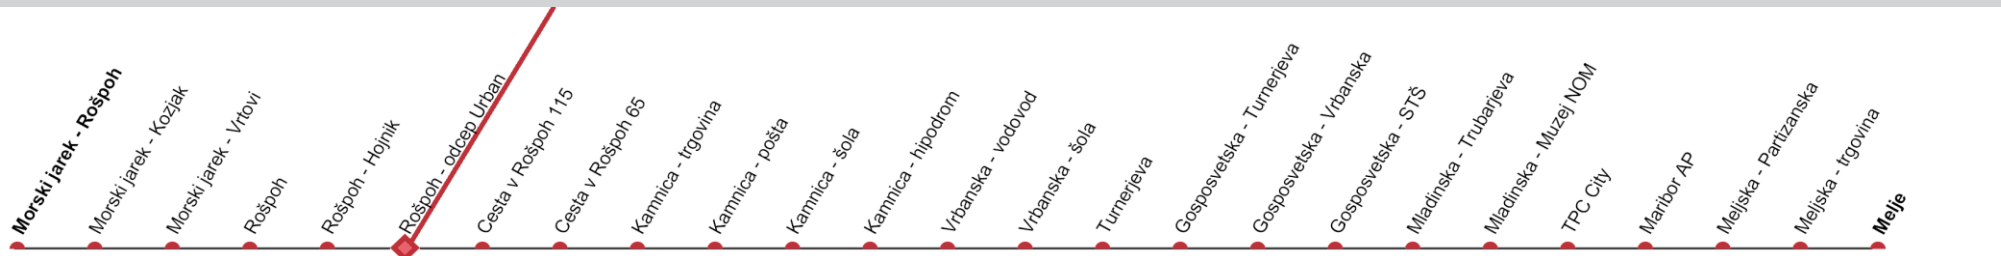 Morski jarek - Rošpoh
Morski jarek - Kozjak
Morski jarek - Vrtovi
Rošpoh
Rošpoh - Hojnik
Rošpoh - odcep Urban
Cesta v Rošpoh 115
Cesta v Rošpoh 65
Kamnica - trgovina
Kamnica - pošta
Kamnica - šola
Kamnica - hipodrom
Vrbanska - vodovod
Vrbanska - šola
Turnerjeva
Gosposvetska - Turnerjeva
Gosposvetska - Vrbanska
Gosposvetska - STŠ
Mladinska - Trubarjeva
Mladinska - Muzej NOM
TPC City
Maribor AP
Meljska - Partizanska
Meljska - trgovina
Melje